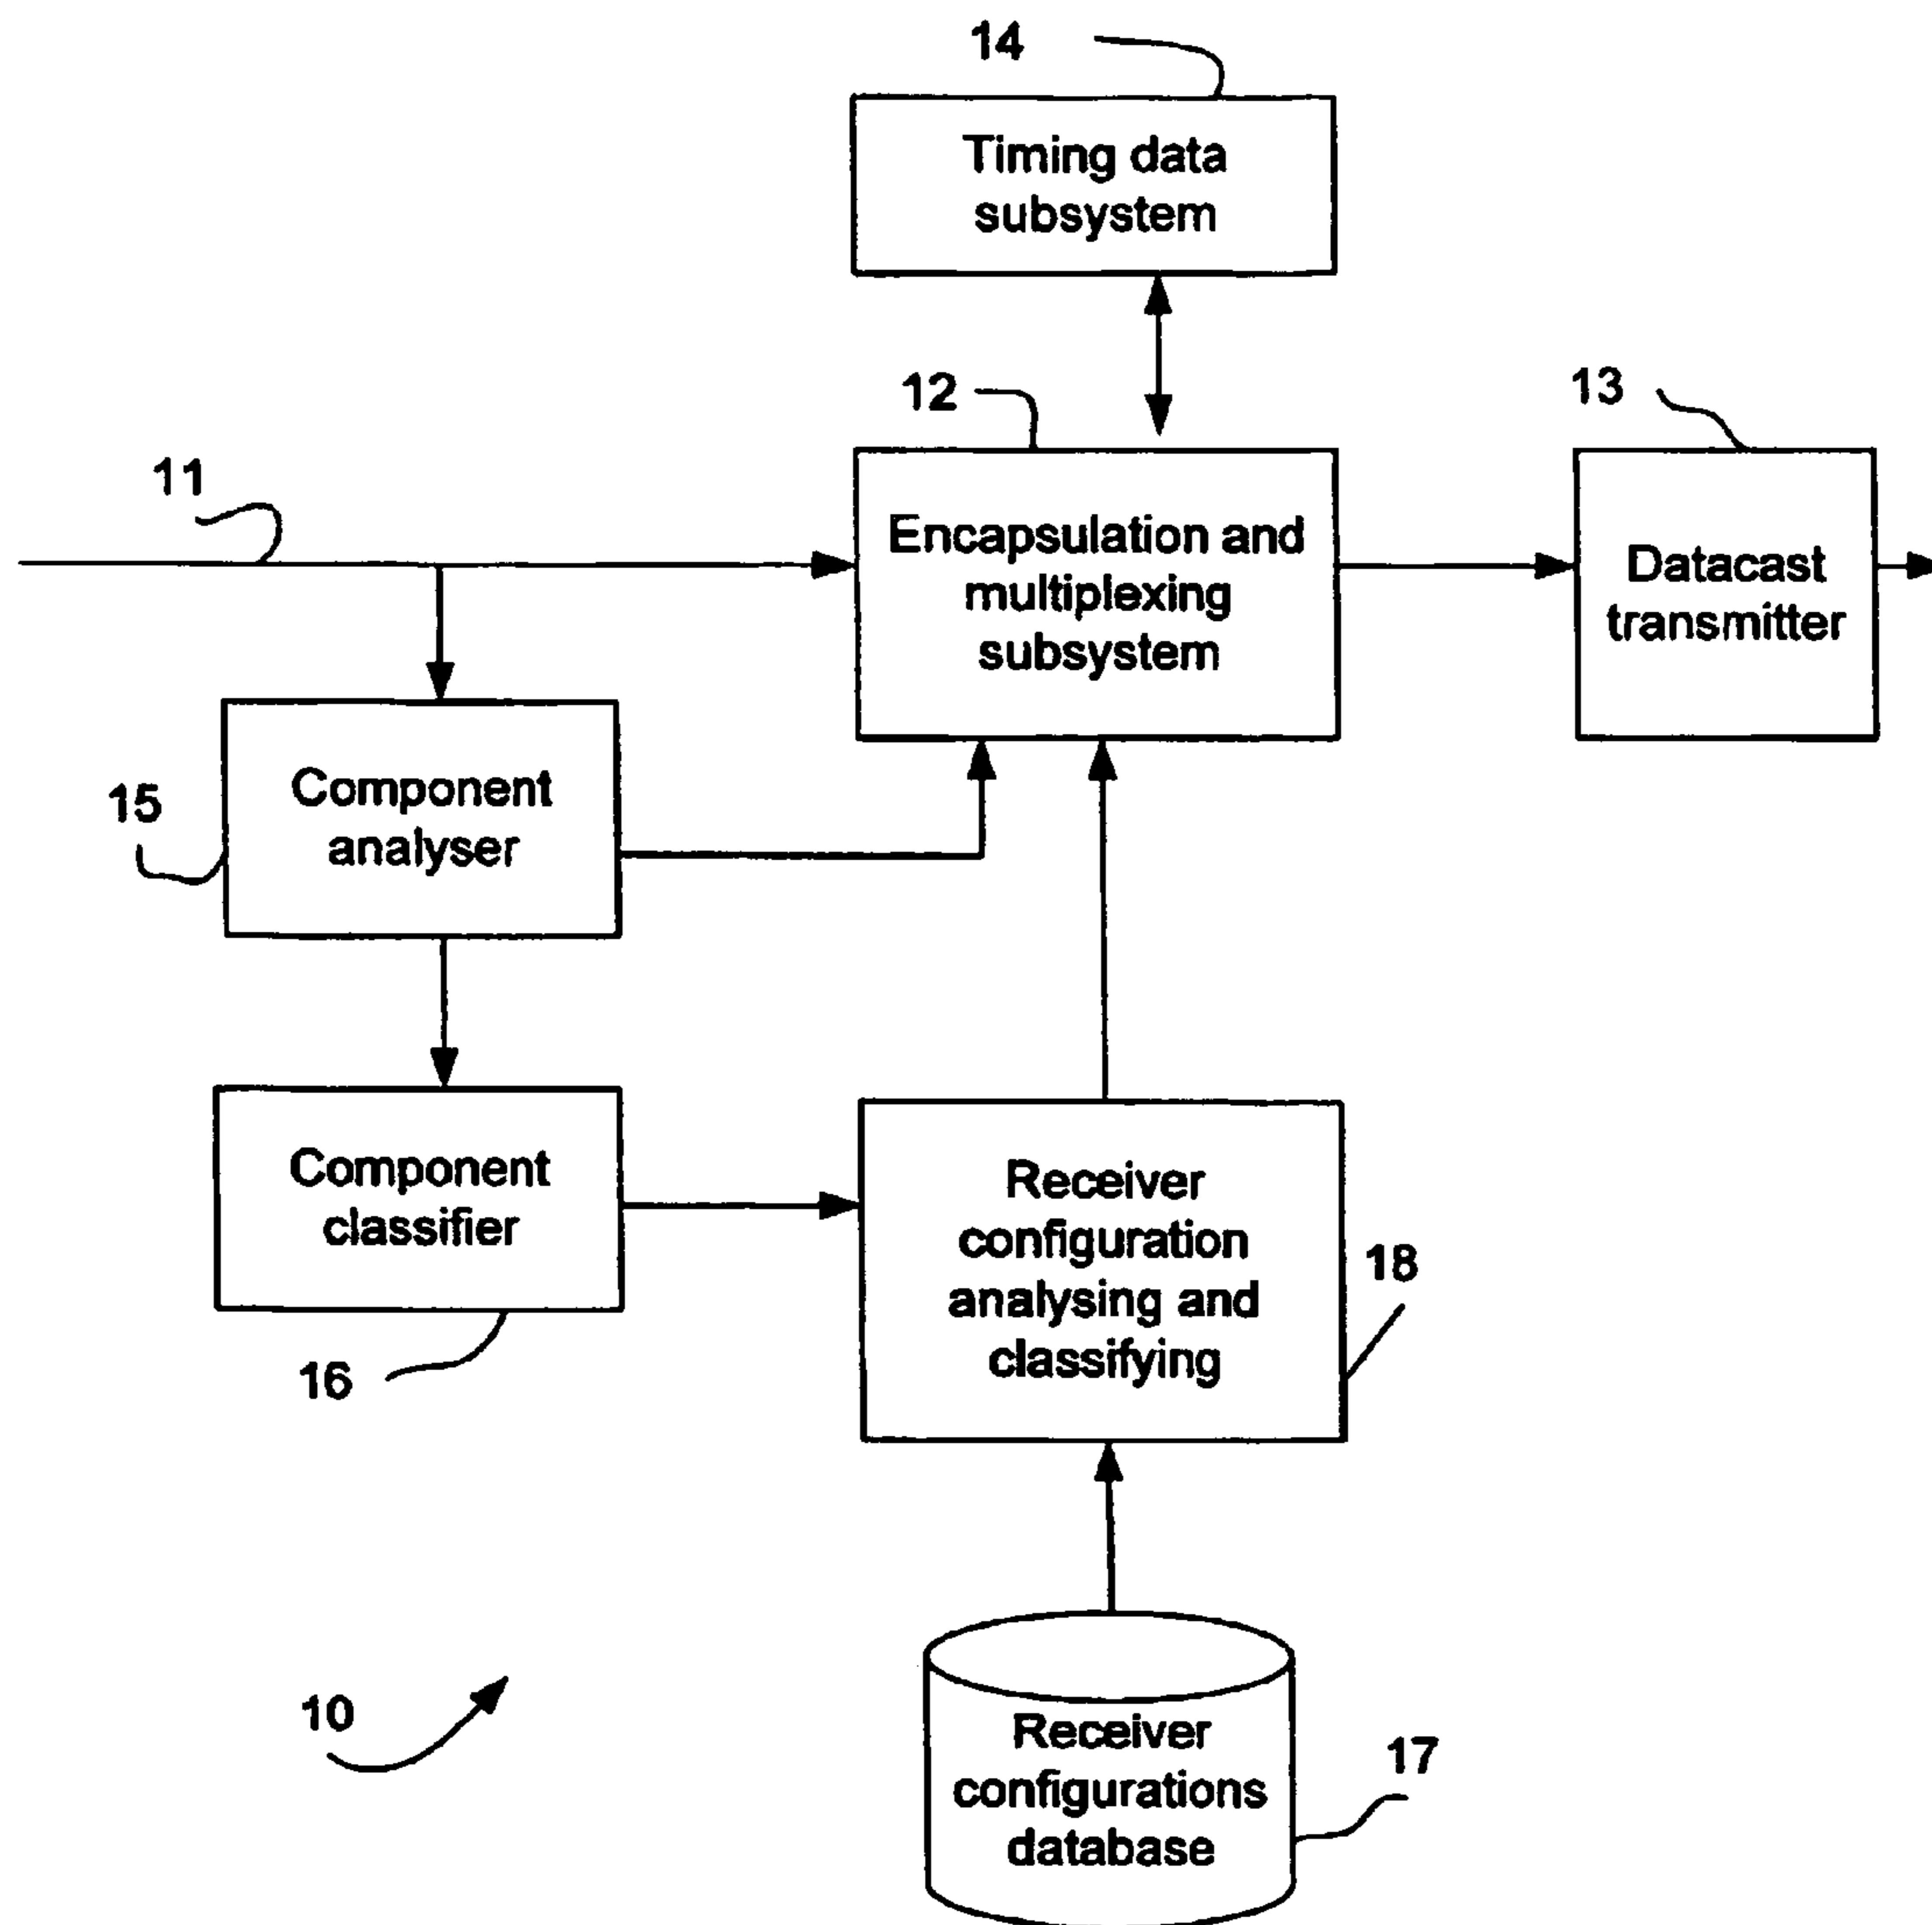 14
Timing data
subsystem
12
13
11
Encapsulation and
multiplexing
subsystem
Datacast
transmitter
15
Component
analyser
Component
classifier
16
Receiver
configuration
analysing and
classifying
18
10
Receiver
configurations
database
17